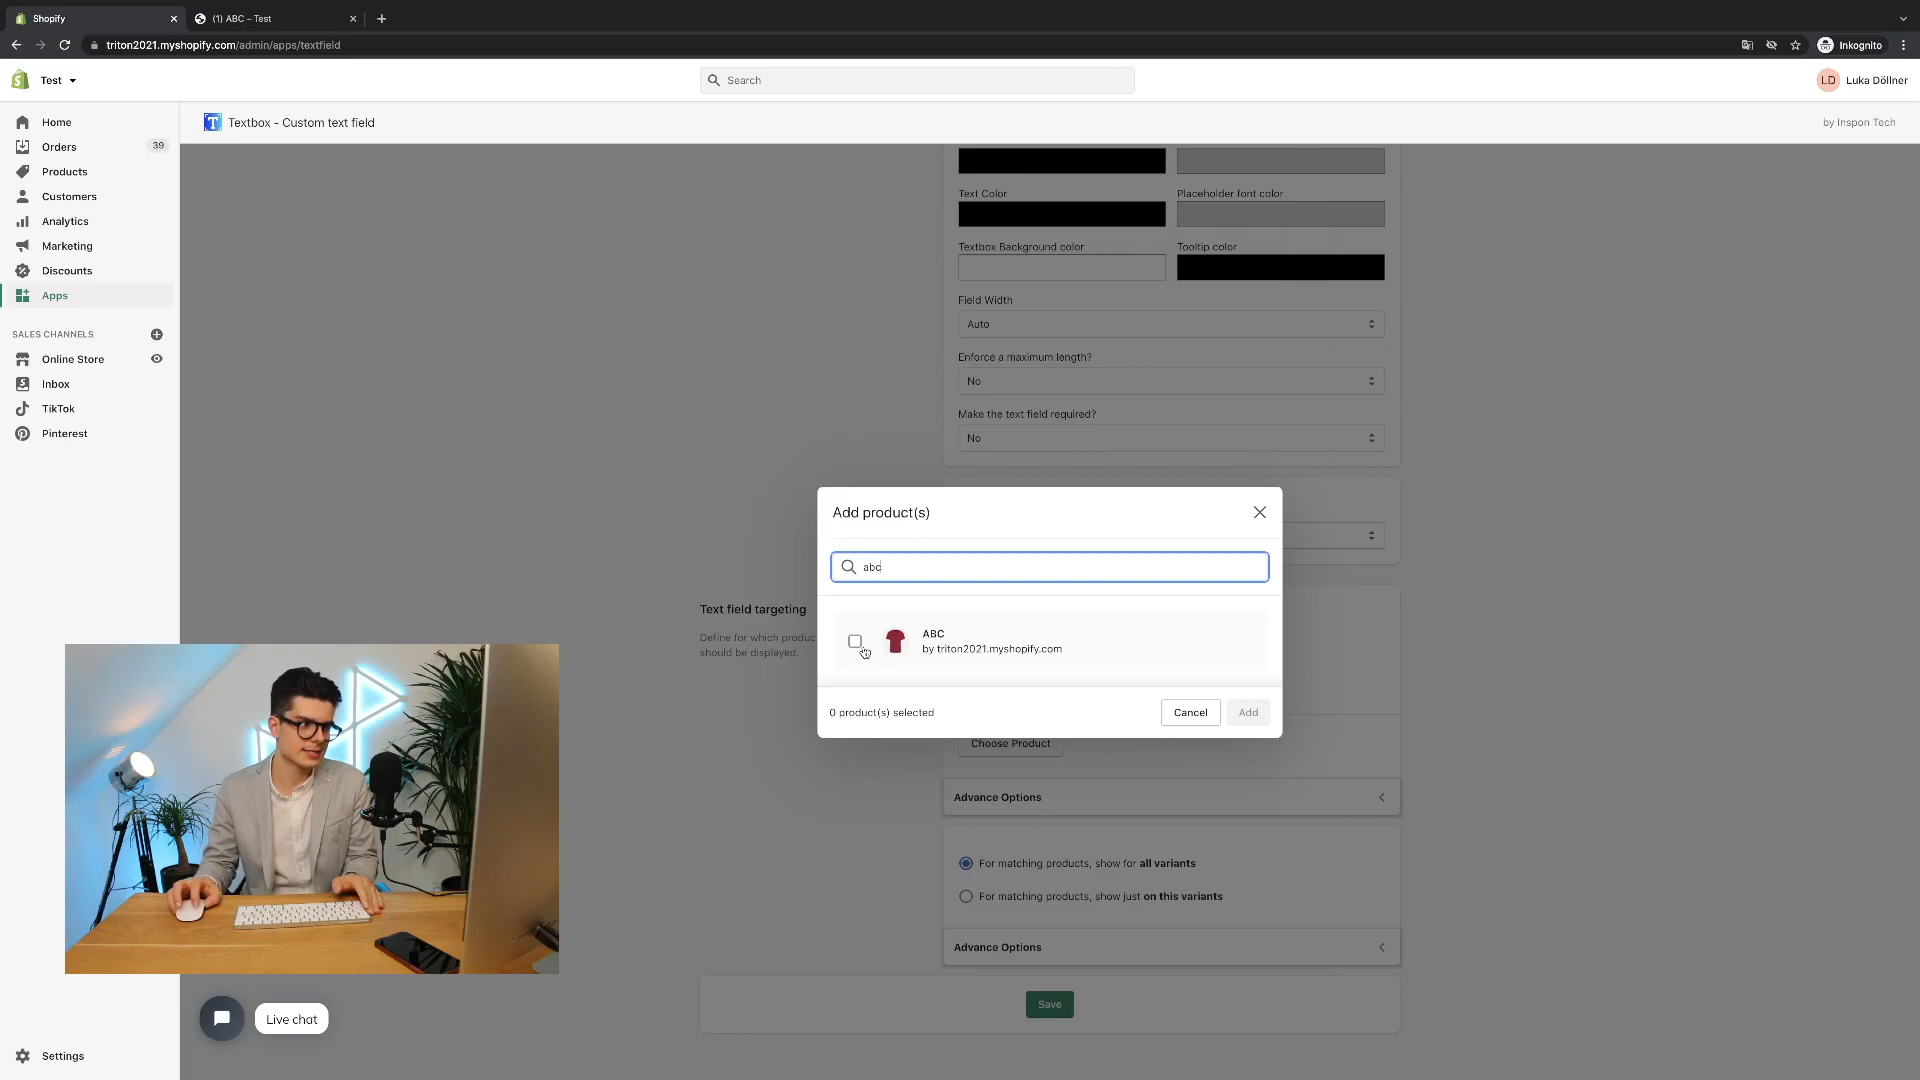 Shopify
(1) ABC – Test
triton2021.myshopify.com/admin/apps/textfield
Inkognito
Test
Search
LD
Luka Döllner
Home
Orders
39
Products
Customers
Analytics
Marketing
Discounts
Apps
SALES CHANNELS
Online Store
Inbox
TikTok
Pinterest
Settings
Textbox - Custom text field
by Inspon Tech
Text Color
Placeholder font color
Textbox Background color
Tooltip color
Field Width
Auto
Enforce a maximum length?
No
Make the text field required?
No
Text field targeting
Define for which produc
should be displayed.
Add product(s)
abc
ABC
by triton2021.myshopify.com
0 product(s) selected
Cancel
Add
Choose Product
Advance Options
For matching products, show for all variants
For matching products, show just on this variants
Advance Options
Save
Live chat